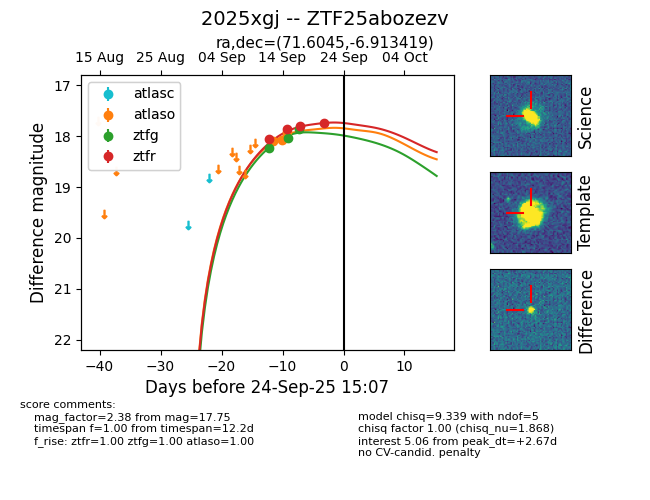 2025xgj -- ZTF25abozezv
ra,dec=(71.6045,-6.913419)
15 Aug 25 Aug 04 Sep 14 Sep 24 Sep 04 Oct
atlasc
atlaso
ztfg
ztfr
17
18
19
20
21
22
Difference magnitude
−40 −30 −20 −10 0 10
Days before 24-Sep-25 15:07
Science
Template
Difference
score comments:
mag_factor=2.38 from mag=17.75
timespan f=1.00 from timespan=12.2d
f_rise: ztfr=1.00 ztfg=1.00 atlaso=1.00
model chisq=9.339 with ndof=5
chisq factor 1.00 (chisq_nu=1.868)
interest 5.06 from peak_dt=+2.67d
no CV-candid. penalty